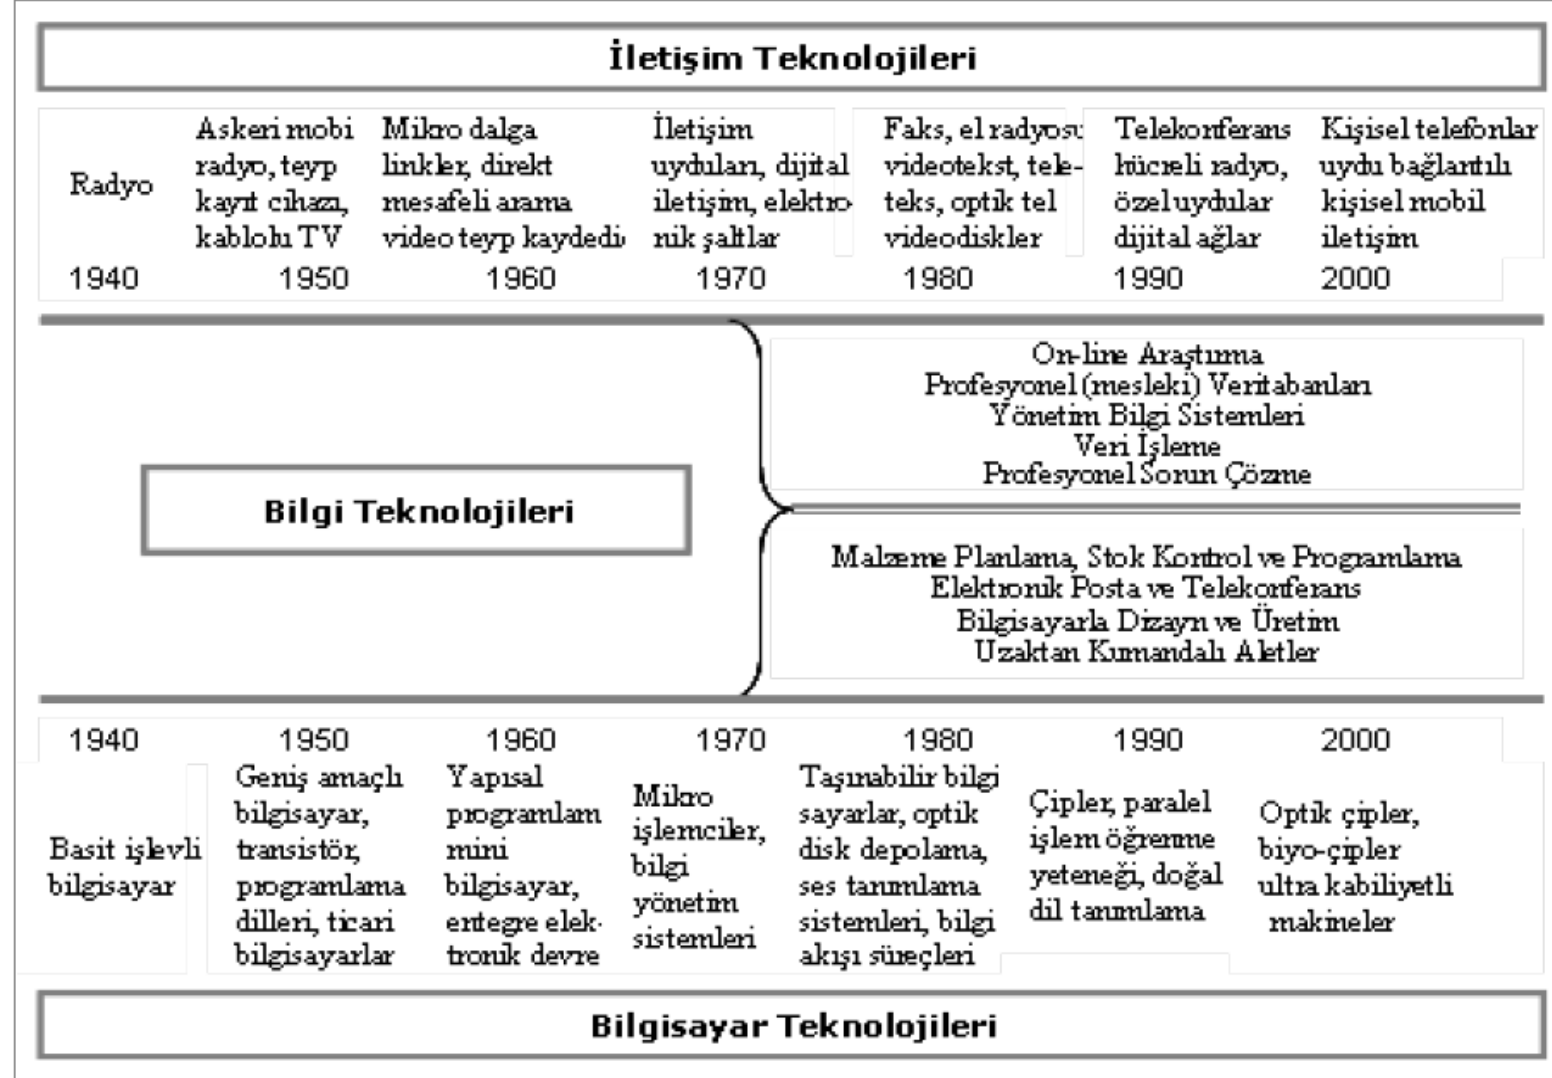 İletişim Teknolojileri
Radyo
Askeri mobi
radyo, teyp
kayıt cihazı,
kablolu TV
Mikro dalga
linkler, direkt
mesafeli arama
video teyp kaydedi
İletişim
uyduları, dijital
iletişim, elektro-
nik şaltlar
Faks, el radyosu
videotekst, tele-
teks, optik tel
videodiskler
Telekonferans
hücreli radyo,
özel uydular
dijital ağlar
Kişisel telefonlar
uydu bağlantılı
kişisel mobil
iletişim
1940 1950 1960 1970 1980 1990 2000
On-line Araştırma
Profesyonel (mesleki) Veritabanları
Yönetim Bilgi Sistemleri
Veri İşleme
Profesyonel Sorun Çözme
Bilgi Teknolojileri
Malzeme Planlama, Stok Kontrol ve Programlama
Elektronik Posta ve Telekonferans
Bilgisayarla Dizayn ve Üretim
Uzaktan Kumandalı Aletler
1940 1950 1960 1970 1980 1990 2000
Basit işlevli
bilgisayar
Geniş amaçlı
bilgisayar,
transistör,
programlama
dilleri, ticari
bilgisayarlar
Yapısal
programlam
mini
bilgisayar,
entegre elek-
tronik devre
Mikro
işlemciler,
bilgi
yönetim
sistemleri
Taşınabilir bilgi
sayarlar, optik
disk depolama,
ses tanımlama
sistemleri, bilgi
akışı süreçleri
Çipler, paralel
işlem öğrenme
yeteneği, doğal
dil tanımlama
Optik çipler,
biyo-çipler
ultra kabiliyetli
makineler
Bilgisayar Teknolojileri